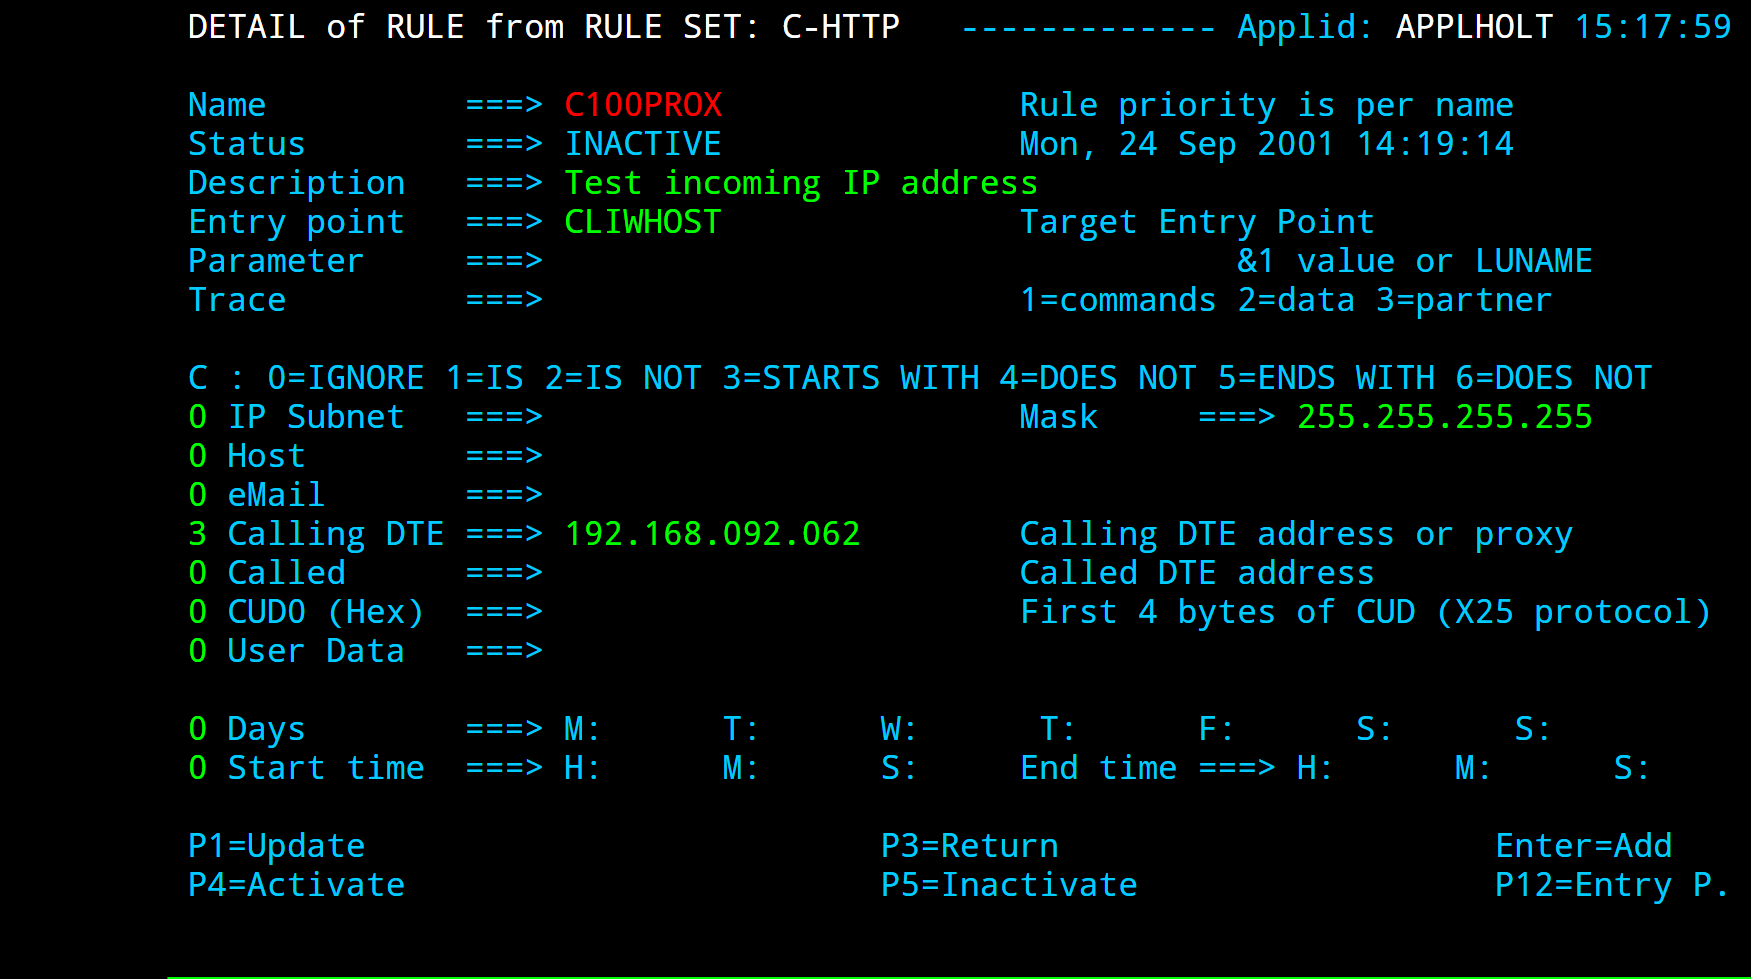 DETAIL of RULE from RULE SET: C-HTTP   ------------- Applid: APPLHOLT 15:17:59
Name          ===> C100PROX               Rule priority is per name
Status        ===> INACTIVE               Mon, 24 Sep 2001 14:19:14
Description   ===> Test incoming IP address
Entry point   ===> CLIWHOST               Target Entry Point
Parameter     ===>                                   &1 value or LUNAME
Trace         ===>                        1=commands 2=data 3=partner
C : 0=IGNORE 1=IS 2=IS NOT 3=STARTS WITH 4=DOES NOT 5=ENDS WITH 6=DOES NOT
0 IP Subnet   ===>                        Mask     ===> 255.255.255.255
0 Host        ===>
0 eMail       ===>
3 Calling DTE ===> 192.168.092.062        Calling DTE address or proxy
0 Called      ===>                        Called DTE address
0 CUD0 (Hex)  ===>                        First 4 bytes of CUD (X25 protocol)
0 User Data   ===>
0 Days        ===> M:      T:      W:      T:      F:      S:      S:
0 Start time  ===> H:      M:      S:     End time ===> H:      M:      S:
P1=Update                          P3=Return                      Enter=Add
P4=Activate                        P5=Inactivate                  P12=Entry P.